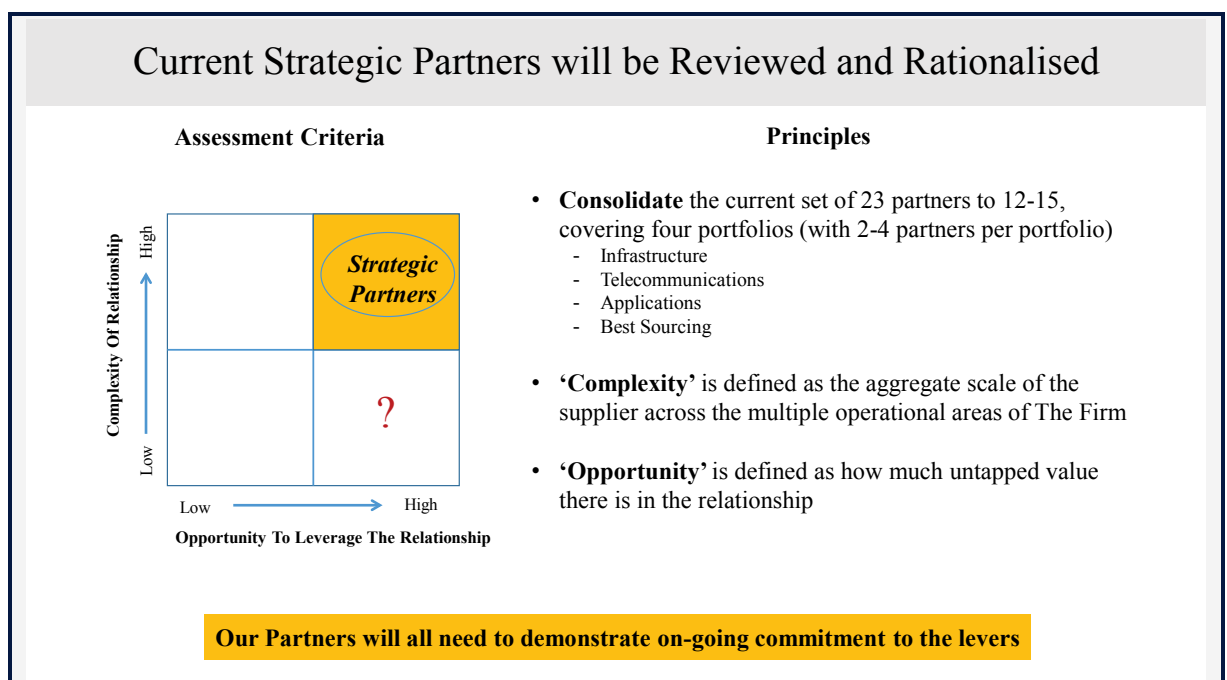 Current Strategic Partners will be Reviewed and Rationalised
Assessment Criteria
Complexity Of Relationship
High
Low
Strategic
Partners
?
Low
High
Opportunity To Leverage The Relationship
Principles
• Consolidate the current set of 23 partners to 12-15,
covering four portfolios (with 2-4 partners per portfolio)
- Infrastructure
- Telecommunications
- Applications
- Best Sourcing
• ‘Complexity’ is defined as the aggregate scale of the
supplier across the multiple operational areas of The Firm
• ‘Opportunity’ is defined as how much untapped value
there is in the relationship
Our Partners will all need to demonstrate on-going commitment to the levers